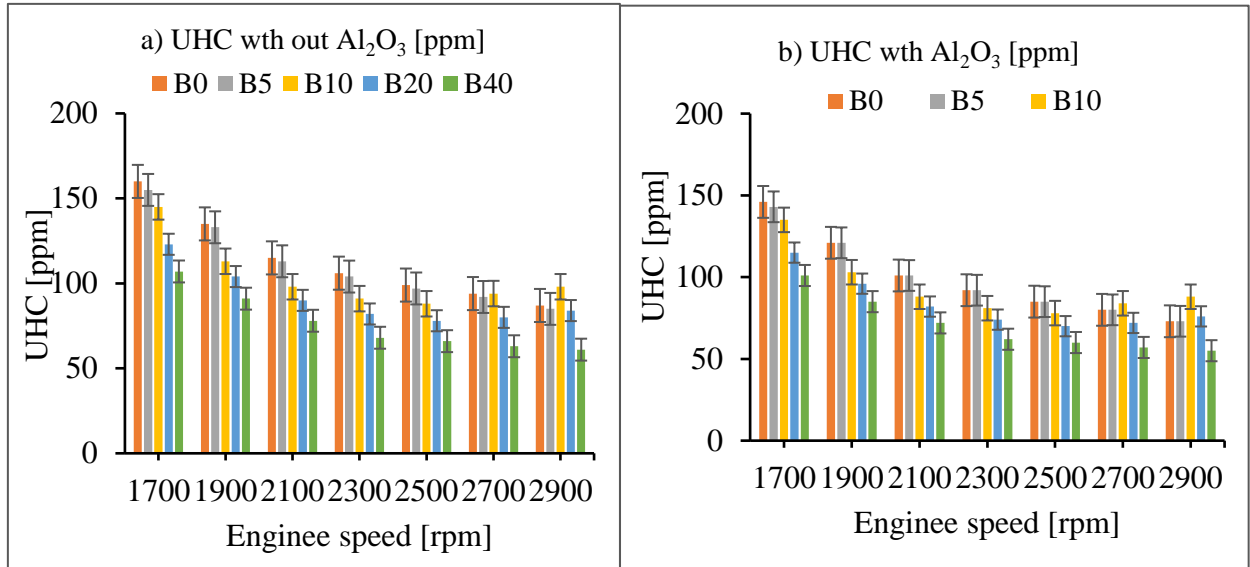 a) UHC wth out Al₂O₃ [ppm]
B0 B5 B10 B20 B40
200
150
100
50
0
UHC [ppm]
1700 1900 2100 2300 2500 2700 2900
Enginee speed [rpm]
b) UHC wth Al₂O₃ [ppm]
B0 B5 B10
200
150
100
50
0
UHC [ppm]
1700 1900 2100 2300 2500 2700 2900
Enginee speed [rpm]